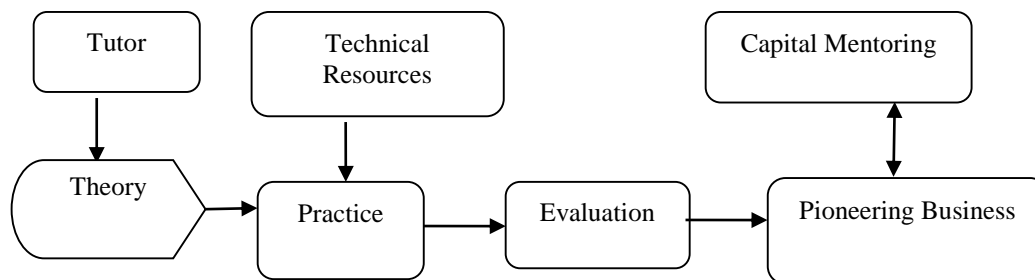 Tutor
Technical
Resources
Capital Mentoring
Theory
Practice
Evaluation
Pioneering Business